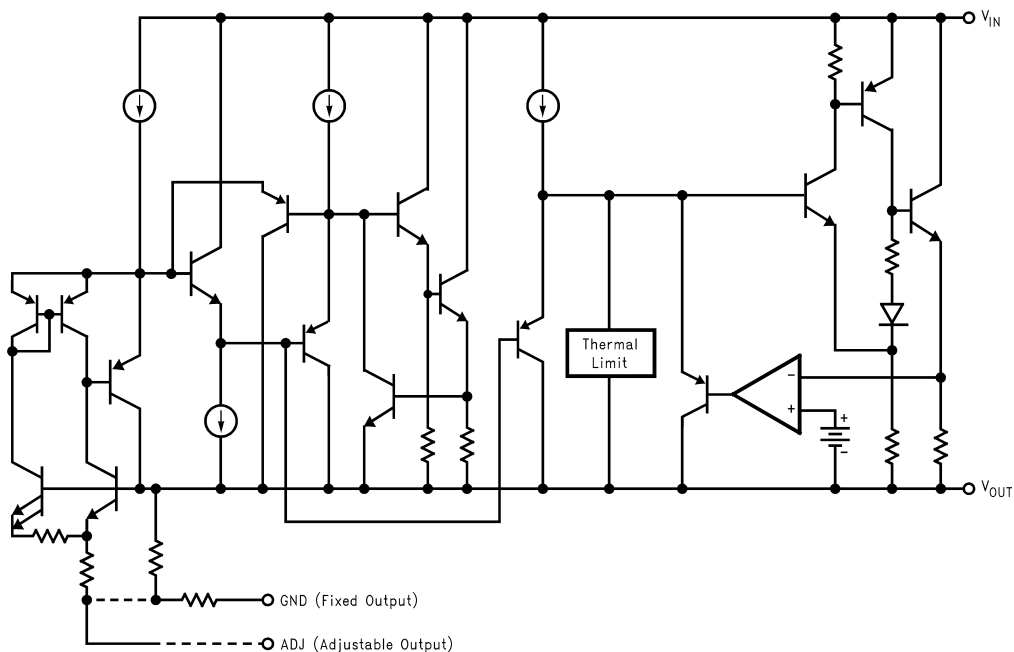 V_IN
Thermal
Limit
−
+
+
−
V_OUT
GND (Fixed Output)
ADJ (Adjustable Output)